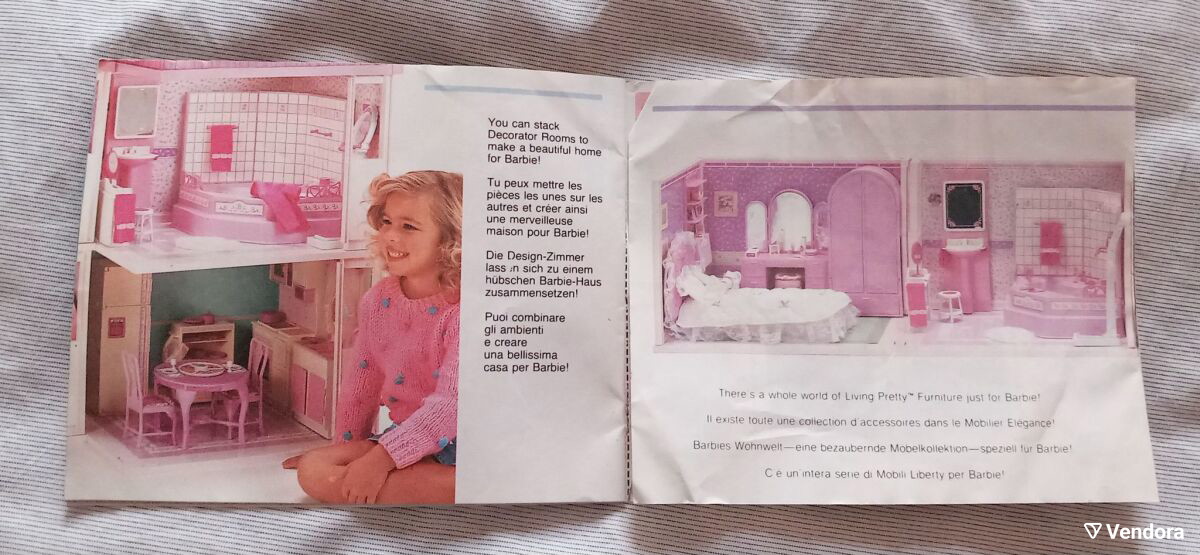 You can stack
Decorator Rooms to
make a beautiful home
for Barbie!
Tu peux mettre les
pièces les unes sur les
autres et créer ainsi
une merveilleuse
maison pour Barbie!
Die Design-Zimmer
lassen sich zu einem
hübschen Barbie-Haus
zusammensetzen!
Puoi combinare
gli ambienti
e creare
una bellissima
casa per Barbie!
There's a whole world of Living Pretty™ Furniture just for Barbie!
Il existe toute une collection d'accessoires dans le Mobilier Elégance!
Barbies Wohnwelt—eine bezaubernde Möbelkollektion—speziell für Barbie!
C'è un'intera serie di Mobili Liberty per Barbie!
Vendora